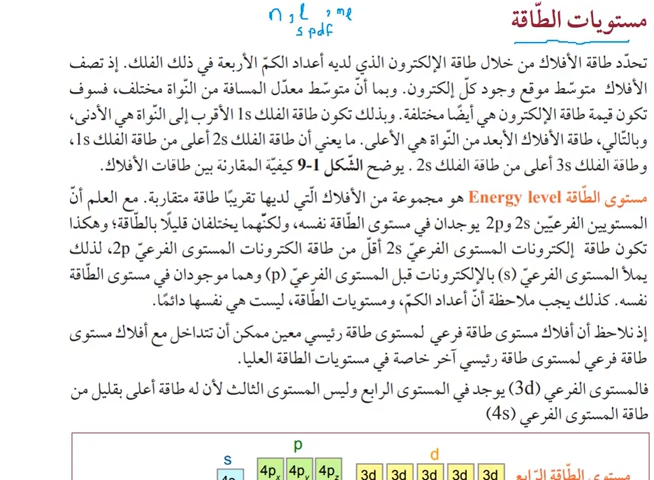 n , L , me
s pdf
مستويات الطّاقة
تحدّد طاقة الأفلاك من خلال طاقة الإلكترون الذي لديه أعداد الكمّ الأربعة في ذلك الفلك. إذ تصف
الأفلاك متوسّط موقع وجود كلّ إلكترون. وبما أنّ متوسط معدّل المسافة من النّواة مختلف، فسوف
تكون قيمة طاقة الإلكترون هي أيضًا مختلفة. وبذلك تكون طاقة الفلك 1s الأقرب إلى النّواة هي الأدنى،
وبالتّالي، طاقة الأفلاك الأبعد من النّواة هي الأعلى. ما يعني أن طاقة الفلك 2s أعلى من طاقة الفلك 1s،
وطاقة الفلك 3s أعلى من طاقة الفلك 2s . يوضح الشّكل 1-9 كيفيّة المقارنة بين طاقات الأفلاك.
مستوى الطّاقة Energy level هو مجموعة من الأفلاك الّتي لديها تقريبًا طاقة متقاربة. مع العلم أنّ
المستويين الفرعيّين 2s و2p يوجدان في مستوى الطّاقة نفسه، ولكنّهما يختلفان قليلًا بالطّاقة؛ وهكذا
تكون طاقة إلكترونات المستوى الفرعيّ 2s أقلّ من طاقة الكترونات المستوى الفرعيّ 2p، لذلك
يملأ المستوى الفرعيّ (s) بالإلكترونات قبل المستوى الفرعيّ (p) وهما موجودان في مستوى الطّاقة
نفسه. كذلك يجب ملاحظة أنّ أعداد الكمّ، ومستويات الطّاقة، ليست هي نفسها دائمًا.
إذ نلاحظ أن أفلاك مستوى طاقة فرعي لمستوى طاقة رئيسي معين ممكن أن تتداخل مع أفلاك مستوى
طاقة فرعي لمستوى طاقة رئيسي آخر خاصة في مستويات الطاقة العليا.
فالمستوى الفرعي (3d) يوجد في المستوى الرابع وليس المستوى الثالث لأن له طاقة أعلى بقليل من
طاقة المستوى الفرعي (4s)
s p d
4s 4px 4py 4pz 3d 3d 3d 3d 3d مستوى الطّاقة الرّابع